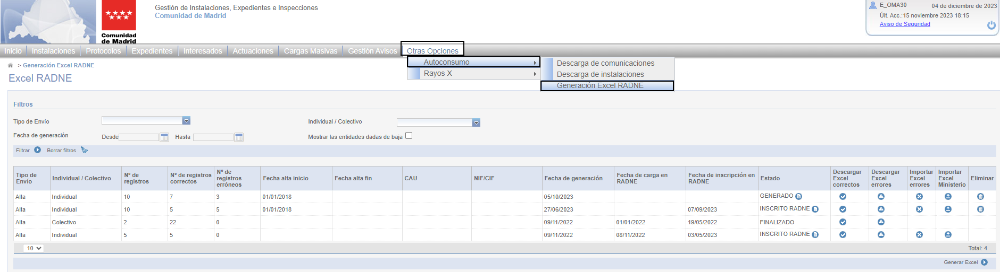 Gestión de Instalaciones, Expedientes e Inspecciones
Comunidad de Madrid
Comunidad
de Madrid
E_OMA30 04 de diciembre de 2023
Últ. Acc.:15 noviembre 2023 18:15
Aviso de Seguridad
Inicio Instalaciones Protocolos Expedientes Interesados Actuaciones Cargas Masivas Gestión Avisos Otras Opciones
Autoconsumo
Rayos X
Descarga de comunicaciones
Descarga de instalaciones
Generación Excel RADNE
> Generación Excel RADNE
Excel RADNE
Filtros
Tipo de Envío Individual / Colectivo
Fecha de generación Desde Hasta Mostrar las entidades dadas de baja
Filtrar Borrar filtros
Tipo de Envío Individual / Colectivo Nº de registros Nº de registros correctos Nº de registros erróneos Fecha alta inicio Fecha alta fin CAU NIF/CIF Fecha de generación Fecha de carga en RADNE Fecha de inscripción en RADNE Estado Descargar Excel correctos Descargar Excel errores Importar Excel errores Importar Excel Ministerio Eliminar
Alta Individual 10 7 3 01/01/2018 05/10/2023 GENERADO
Alta Individual 10 5 5 01/01/2018 27/06/2023 07/09/2023 INSCRITO RADNE
Alta Colectivo 2 22 0 09/11/2022 01/01/2022 19/05/2022 FINALIZADO
Alta Individual 5 5 0 09/11/2022 08/11/2022 03/05/2023 INSCRITO RADNE
10 Total: 4
Generar Excel